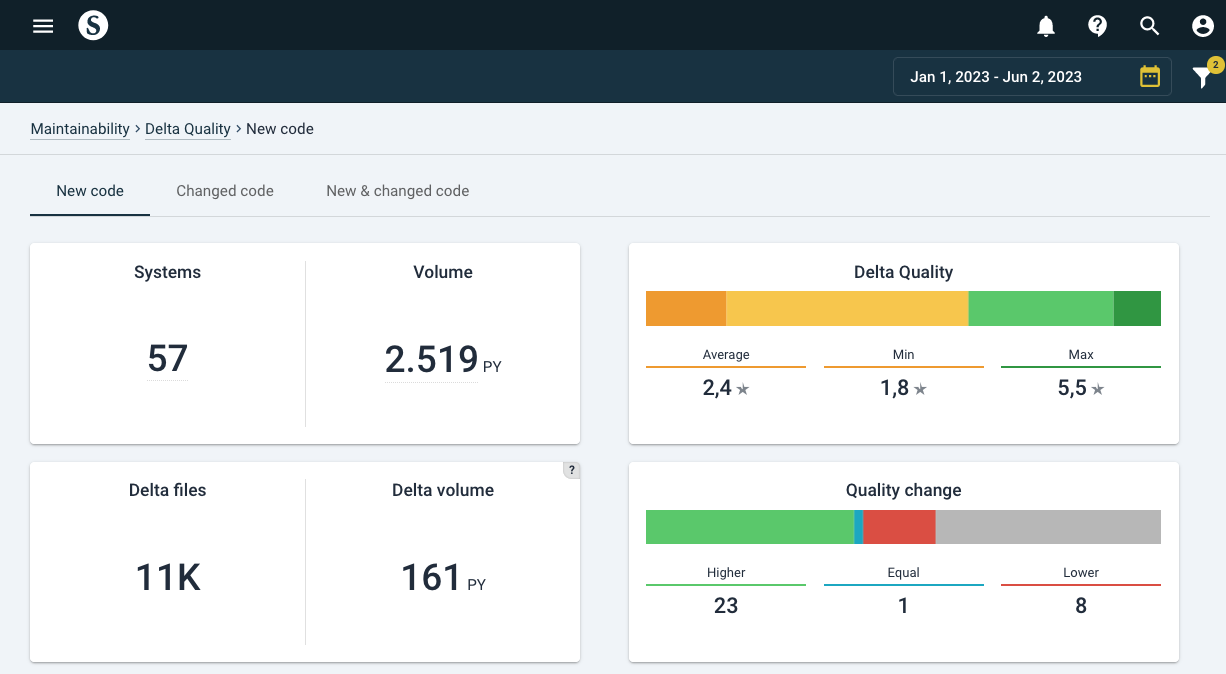 S
Jan 1, 2023 - Jun 2, 2023
2
Maintainability > Delta Quality > New code
New code Changed code New & changed code
Systems Volume
57 2.519 PY
Delta Quality
Average Min Max
2,4 1,8 5,5
?
Delta files Delta volume
11K 161 PY
Quality change
Higher Equal Lower
23 1 8